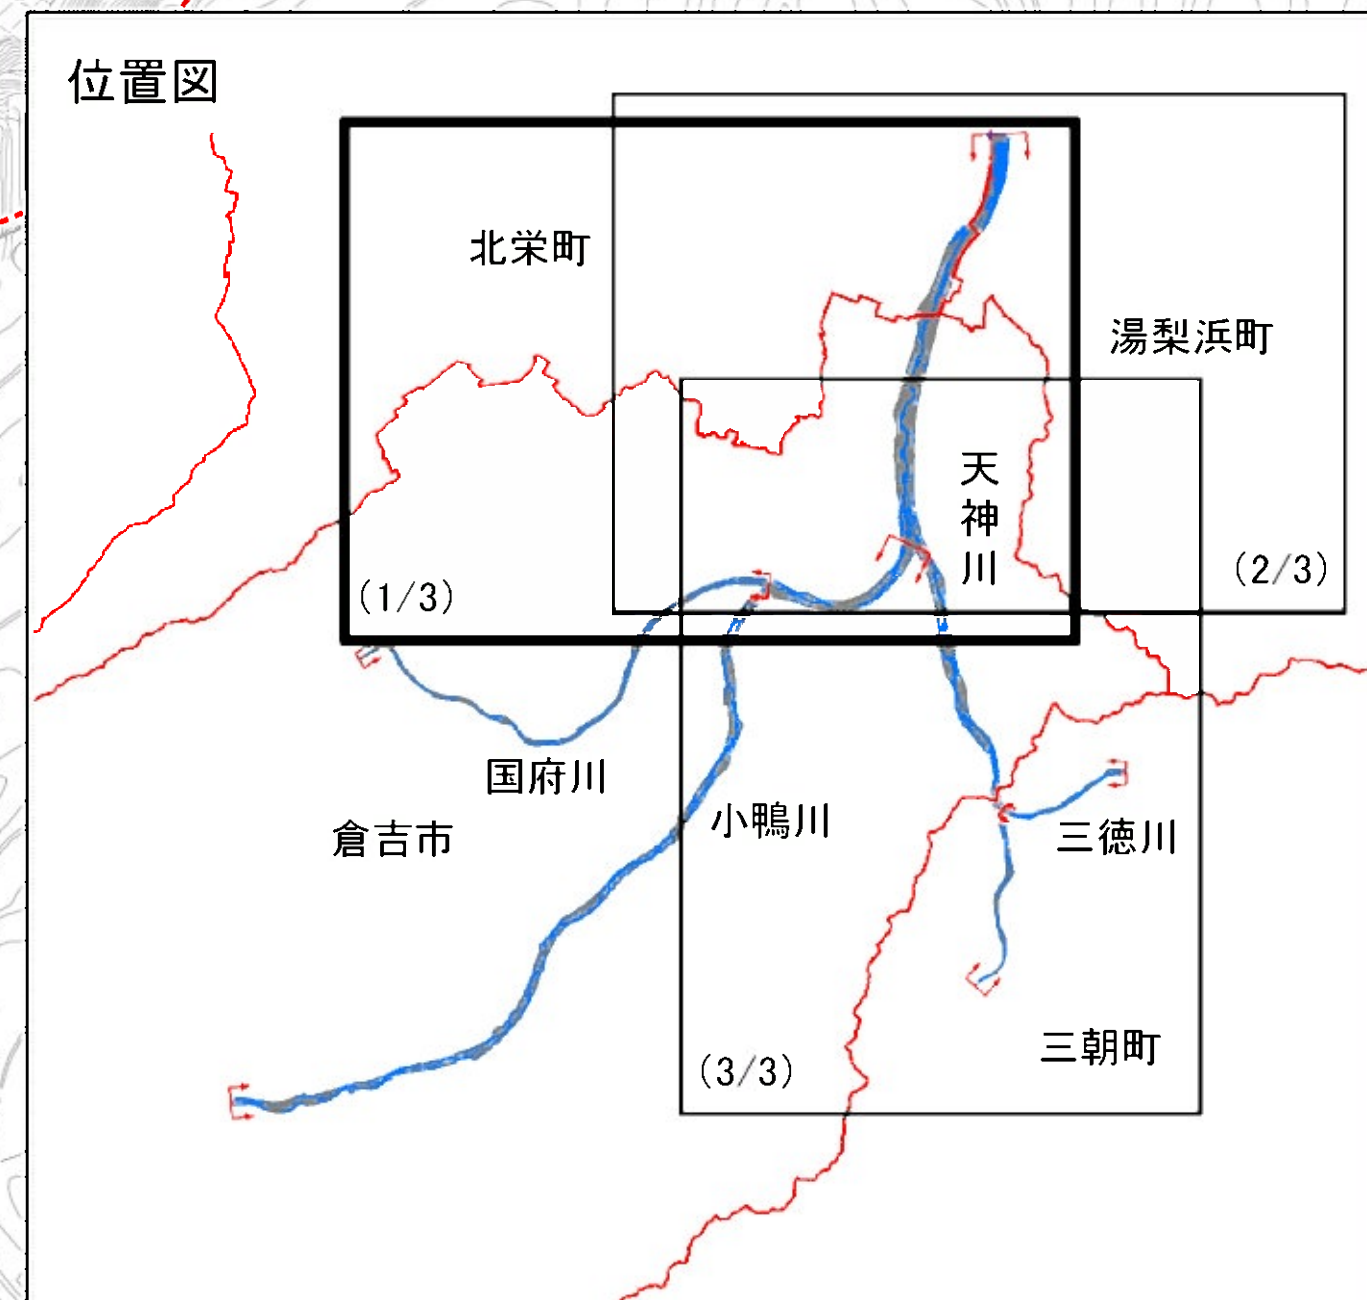 位置図
北栄町
湯梨浜町
天神川
(1/3)
(2/3)
国府川
小鴨川
倉吉市
三徳川
三朝町
(3/3)